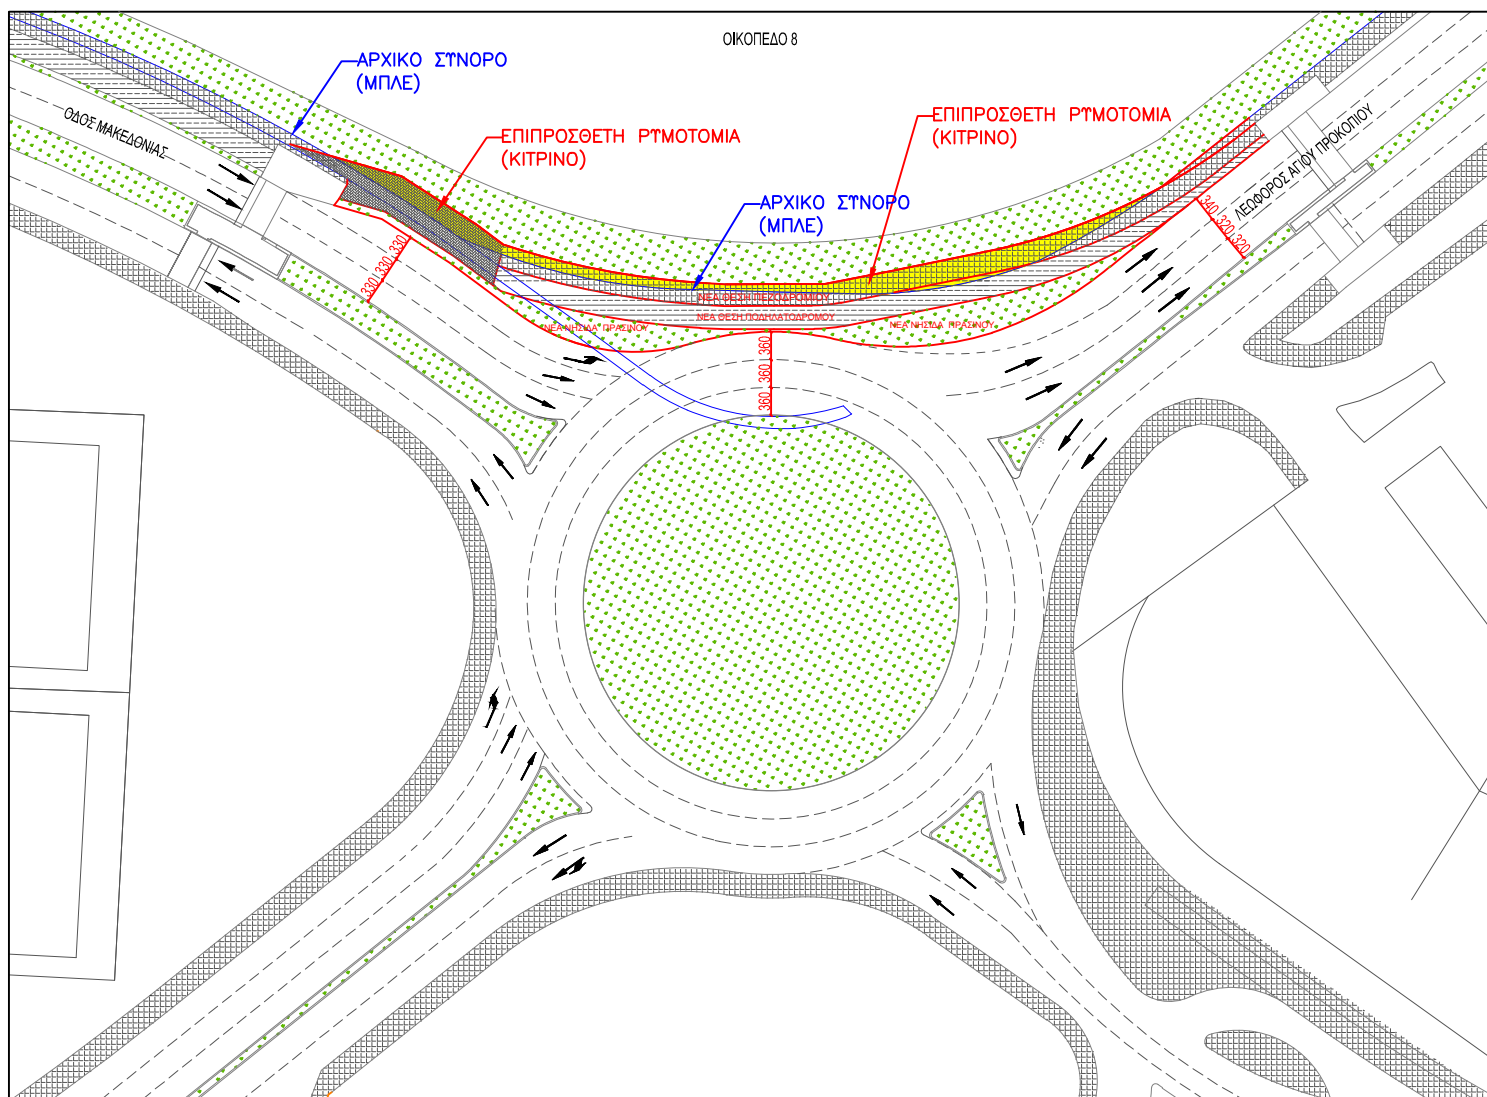 ΟΙΚΟΠΕΔΟ 8
ΑΡΧΙΚΟ ΣΥΝΟΡΟ
(ΜΠΛΕ)
ΕΠΙΠΡΟΣΘΕΤΗ ΡΥΜΟΤΟΜΙΑ
(ΚΙΤΡΙΝΟ)
ΕΠΙΠΡΟΣΘΕΤΗ ΡΥΜΟΤΟΜΙΑ
(ΚΙΤΡΙΝΟ)
ΟΔΟΣ ΜΑΚΕΔΟΝΙΑΣ
ΛΕΩΦΟΡΟΣ ΑΓΙΟΥ ΠΡΟΚΟΠΙΟΥ
ΑΡΧΙΚΟ ΣΥΝΟΡΟ
(ΜΠΛΕ)
340 320 320
330 330 330
ΝΕΑ ΘΕΣΗ ΠΕΖΟΔΡΟΜΙΟΥ
ΝΕΑ ΘΕΣΗ ΠΟΔΗΛΑΤΟΔΡΟΜΟΥ
ΝΕΑ ΝΗΣΙΔΑ ΠΡΑΣΙΝΟΥ
ΝΕΑ ΝΗΣΙΔΑ ΠΡΑΣΙΝΟΥ
360 360 360